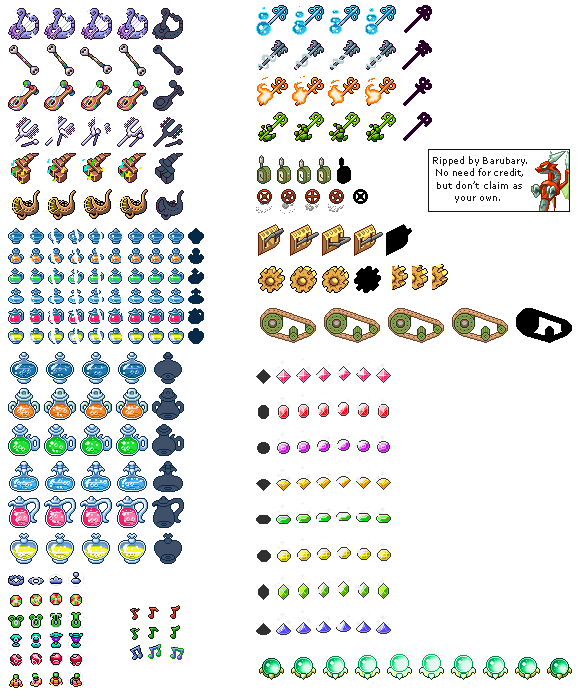 Ripped by Barubary.
No need for credit,
but don't claim as
your own.